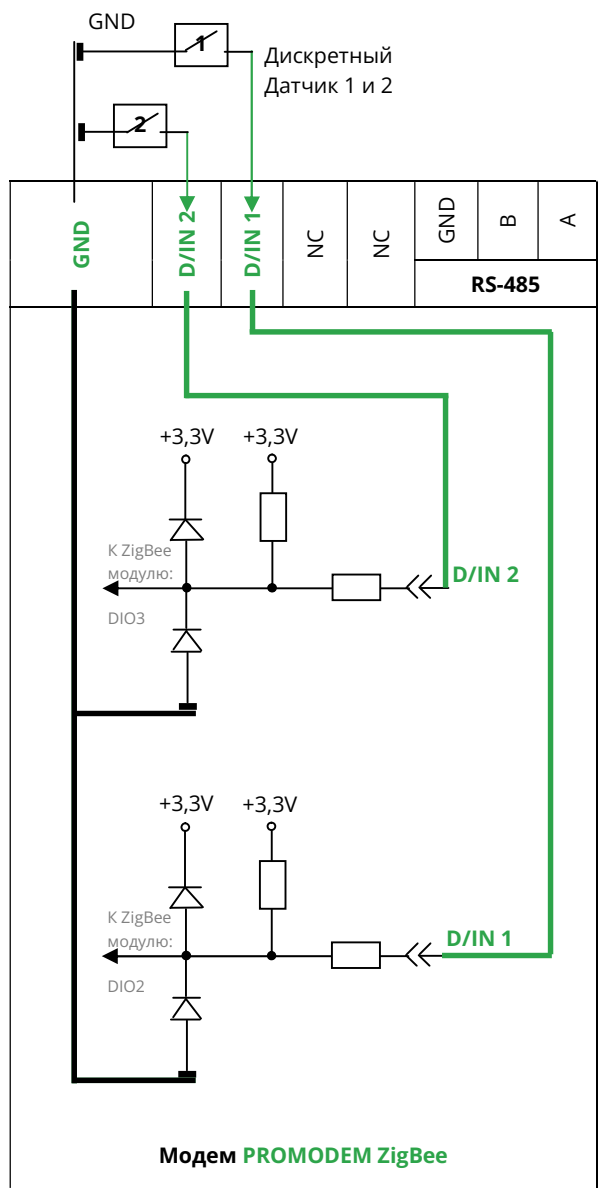 GND
1
Дискретный
Датчик 1 и 2
2
GND
D/IN 2
D/IN 1
NC
NC
GND
B
A
RS-485
+3,3V
+3,3V
К ZigBee
модулю:
DIO3
D/IN 2
+3,3V
+3,3V
К ZigBee
модулю:
DIO2
D/IN 1
Модем PROMODEM ZigBee